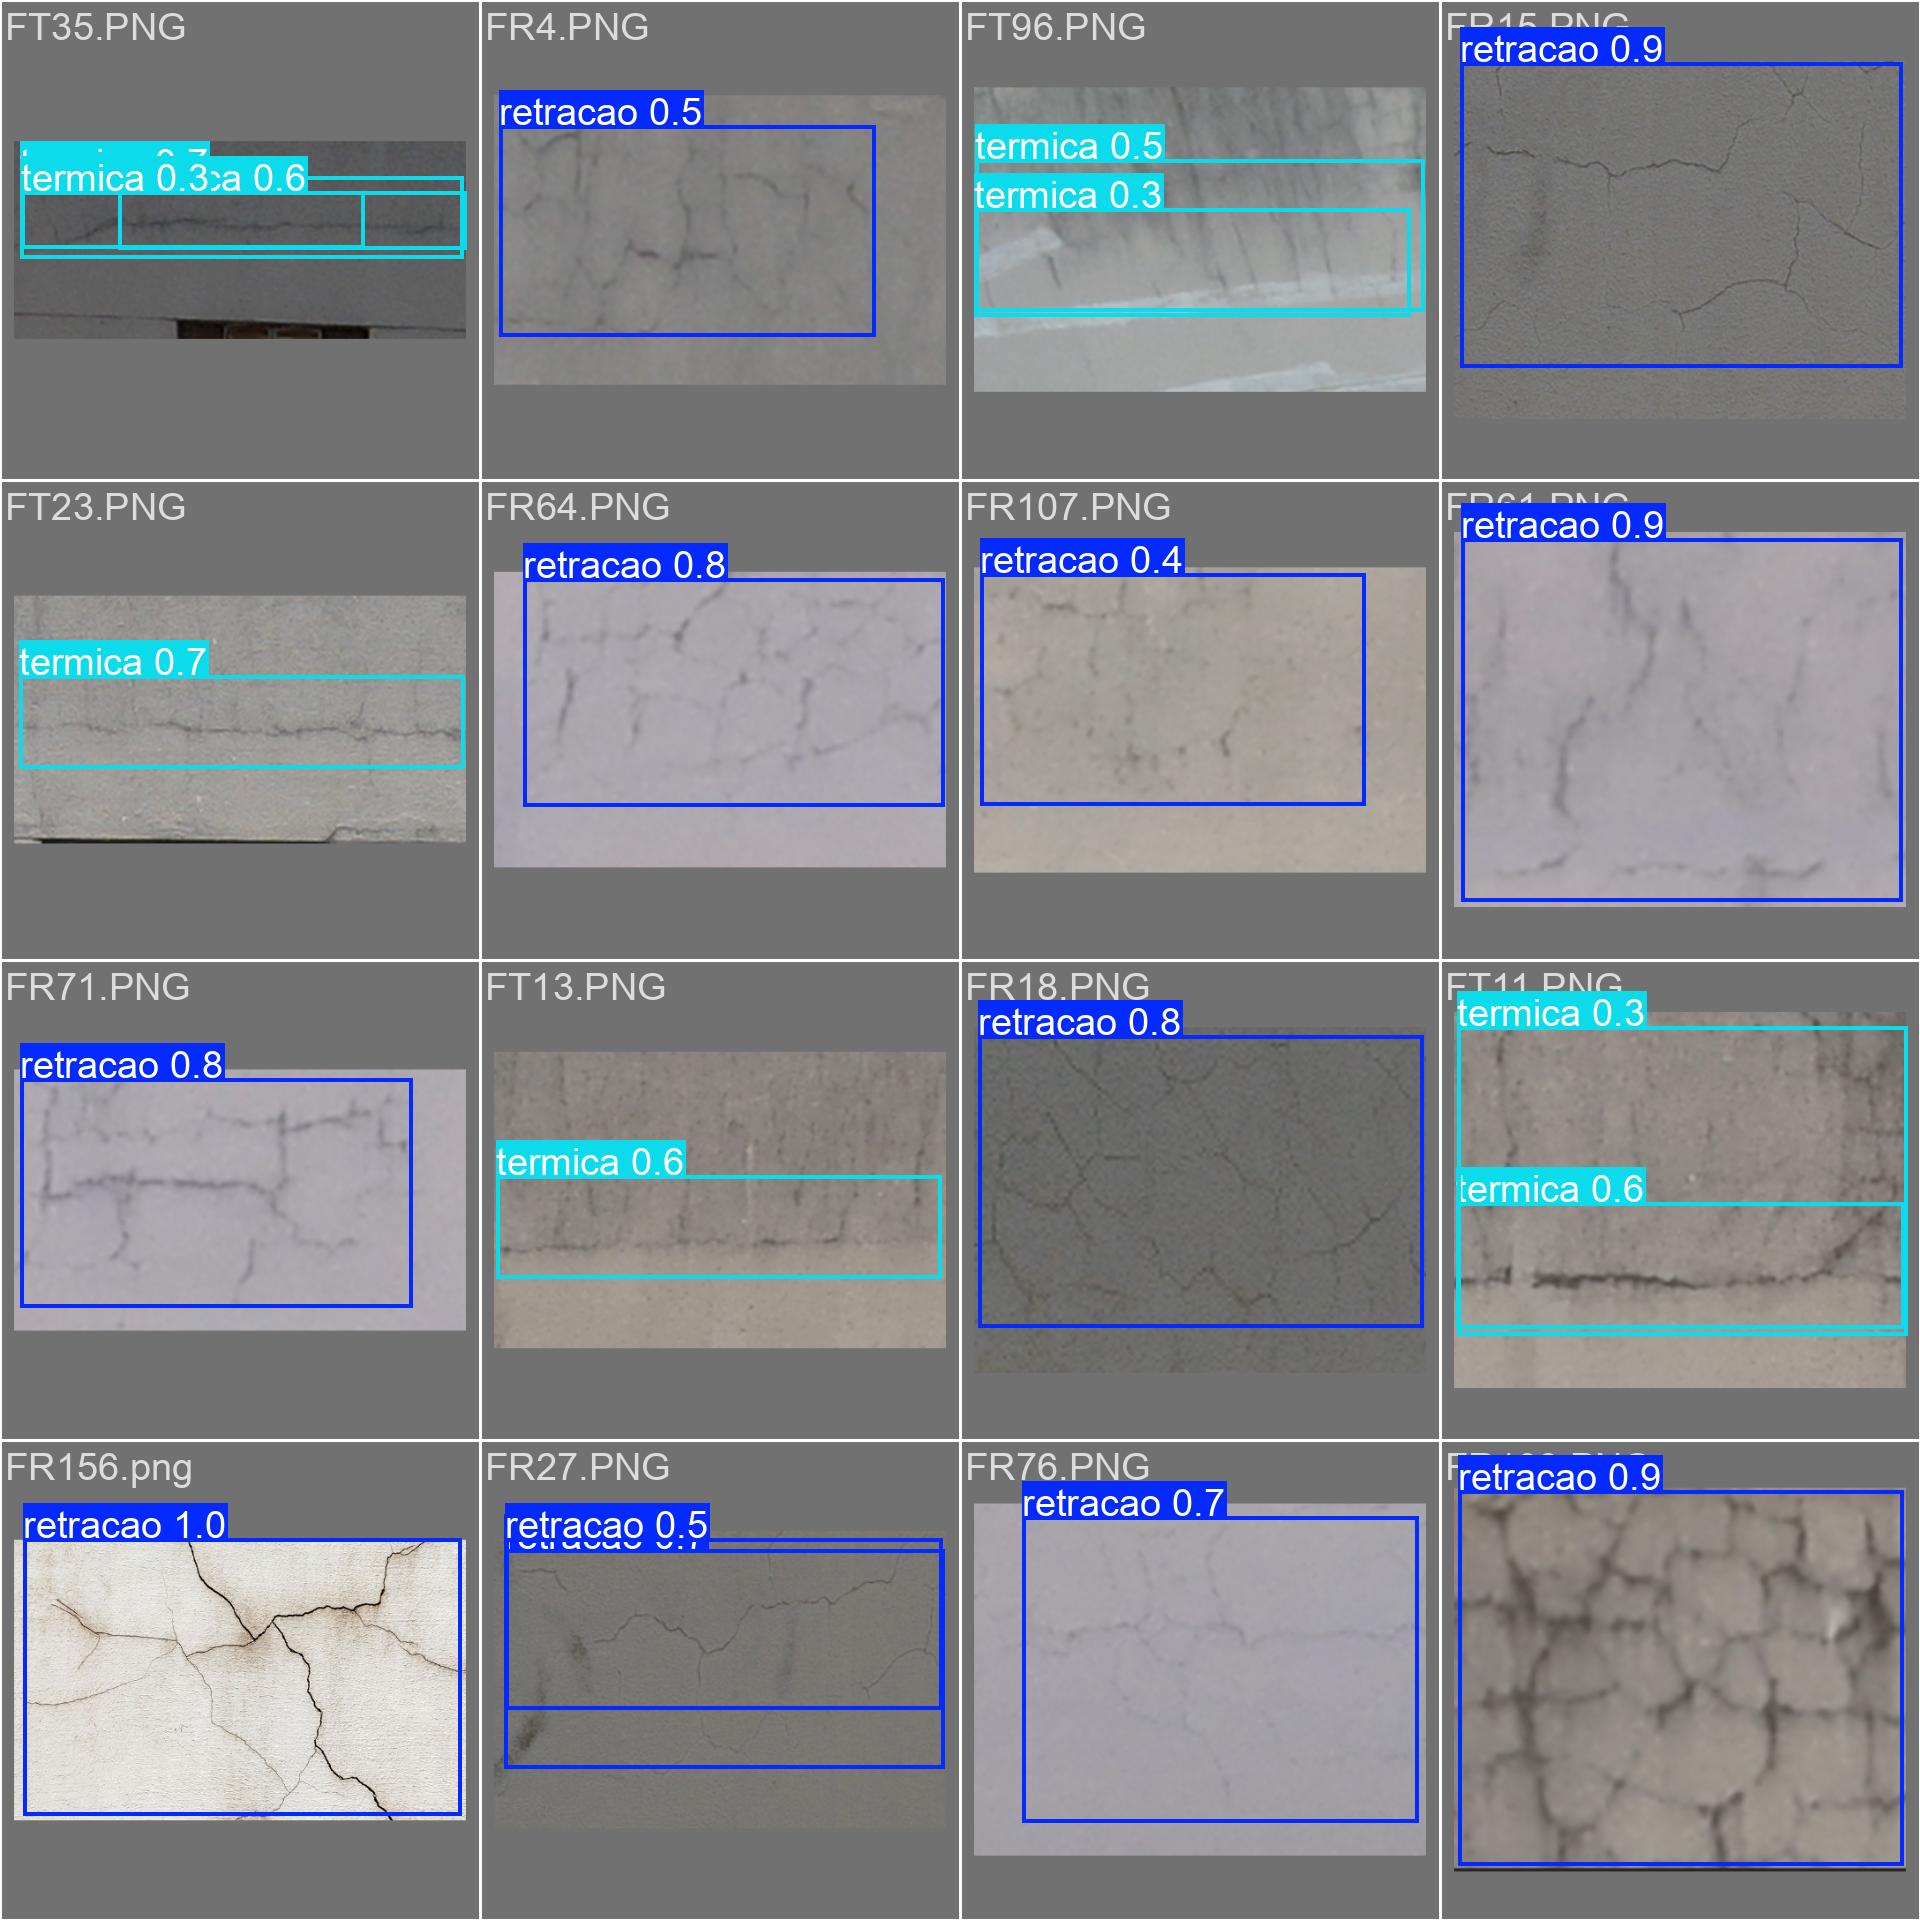 FT35.PNG
termica 0.7
termica 0.3
ca 0.6
FR4.PNG
retracao 0.5
FT96.PNG
termica 0.5
termica 0.3
FR15.PNG
retracao 0.9
FT23.PNG
termica 0.7
FR64.PNG
retracao 0.8
FR107.PNG
retracao 0.4
FR61.PNG
retracao 0.9
FR71.PNG
retracao 0.8
FT13.PNG
termica 0.6
FR18.PNG
retracao 0.8
FT11.PNG
termica 0.3
termica 0.6
FR156.png
retracao 1.0
FR27.PNG
retracao 0.5
retracao 0.7
FR76.PNG
retracao 0.7
retracao 0.9